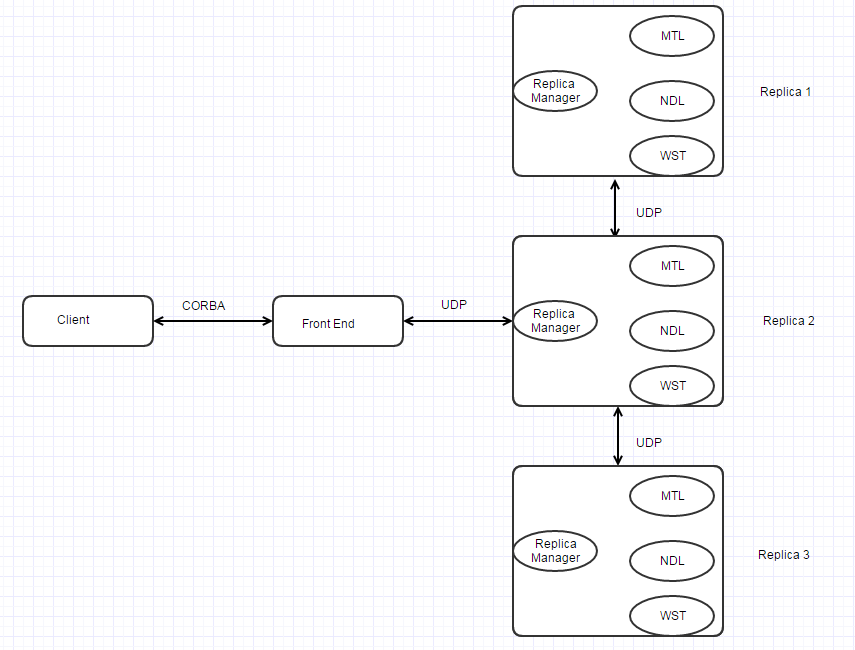 MTL
Replica
Manager
NDL
Replica 1
WST
UDP
MTL
Client
CORBA
Front End
UDP
Replica
Manager
NDL
Replica 2
WST
UDP
MTL
Replica
Manager
NDL
Replica 3
WST